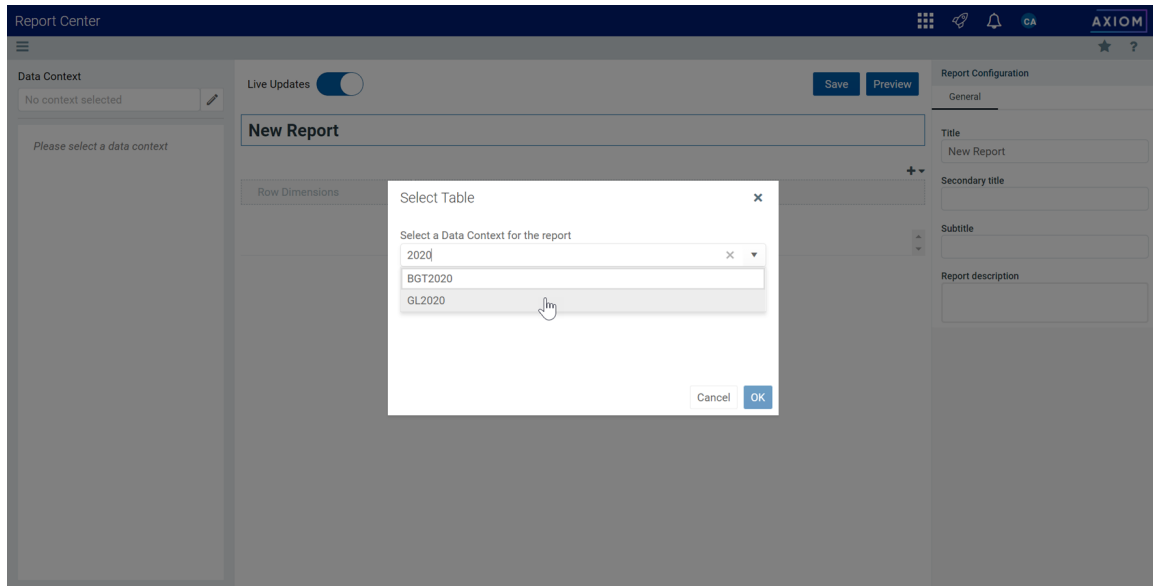 Report Center
CA
AXIOM
?
Data Context
No context selected
Please select a data context
Live Updates
Save
Preview
New Report
Row Dimensions
Select Table
Select a Data Context for the report
2020
BGT2020
GL2020
Cancel
OK
Report Configuration
General
Title
New Report
Secondary title
Subtitle
Report description